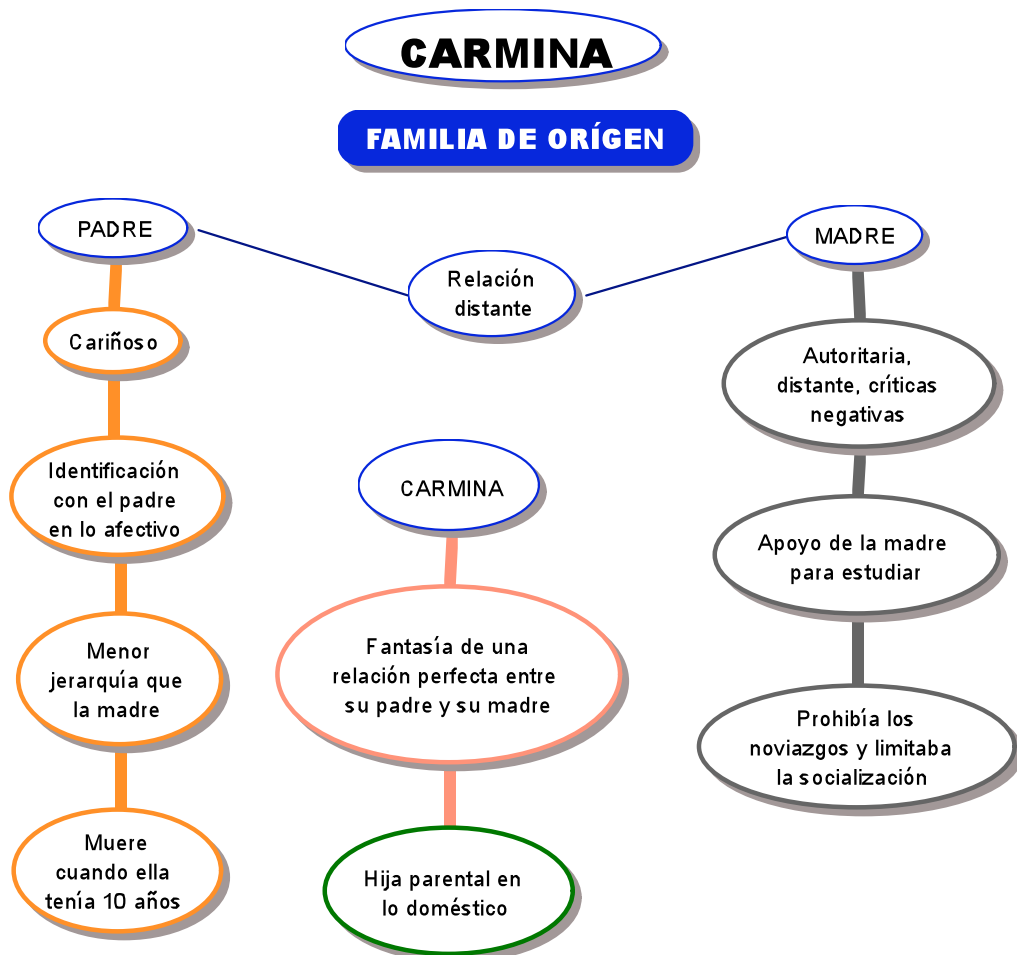 CARMINA
FAMILIA DE ORÍGEN
PADRE
MADRE
Relación
distante
Cariñoso
Autoritaria,
distante, críticas
negativas
Identificación
con el padre
en lo afectivo
CARMINA
Apoyo de la madre
para estudiar
Menor
jerarquía que
la madre
Fantasía de una
relación perfecta entre
su padre y su madre
Prohibía los
noviazgos y limitaba
la socialización
Muere
cuando ella
tenía 10 años
Hija parental en
lo doméstico